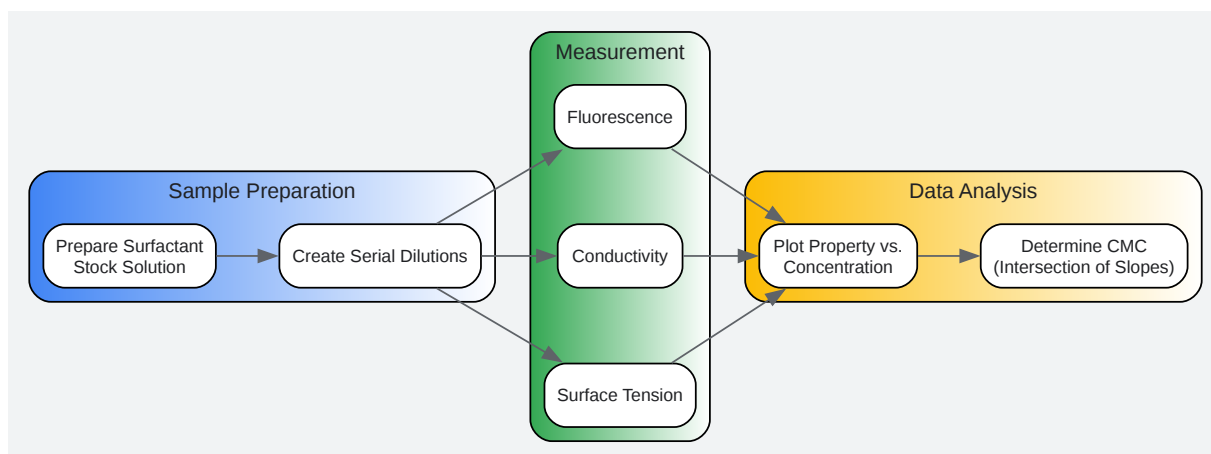 Sample Preparation
Prepare Surfactant
Stock Solution
Create Serial Dilutions
Measurement
Fluorescence
Conductivity
Surface Tension
Data Analysis
Plot Property vs.
Concentration
Determine CMC
(Intersection of Slopes)